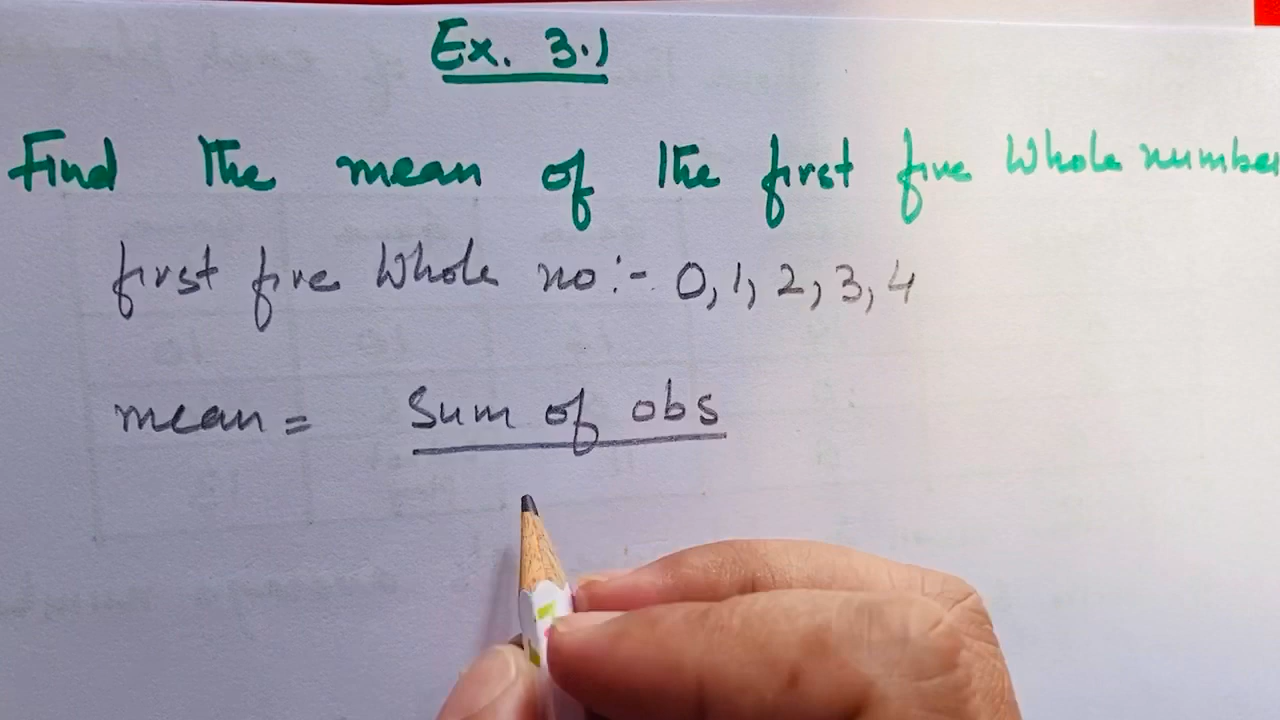 Ex. 3.1
Find the mean of the first five whole number
first five whole no:- 0, 1, 2, 3, 4
mean = sum of obs